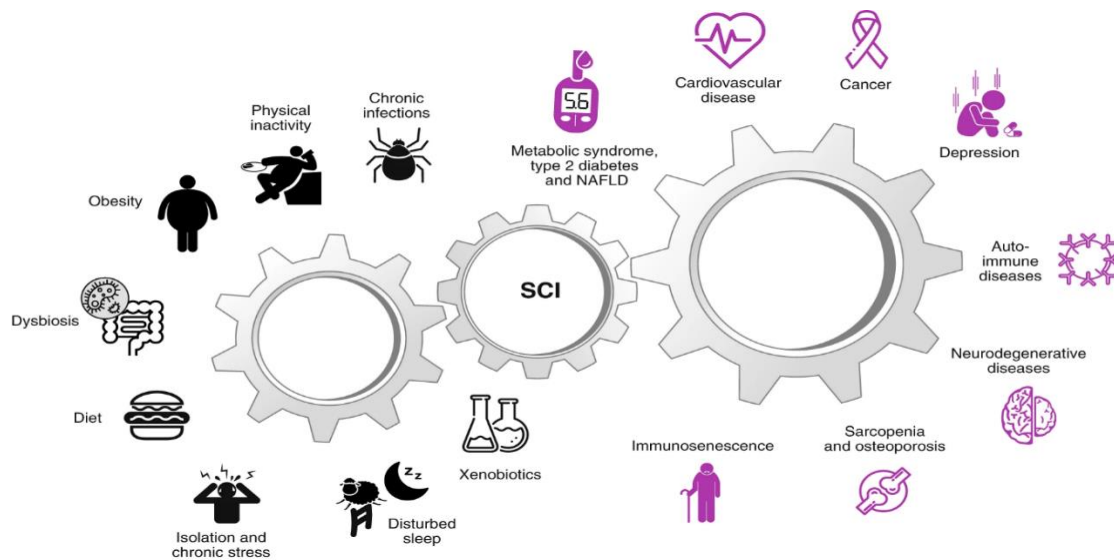 Chronic
infections
Physical
inactivity
Obesity
Dysbiosis
Diet
Isolation and
chronic stress
zz
Disturbed
sleep
Xenobiotics
SCI
5.6
Metabolic syndrome,
type 2 diabetes
and NAFLD
Cardiovascular
disease
Cancer
Depression
Auto-
immune
diseases
Neurodegenerative
diseases
Sarcopenia
and osteoporosis
Immunosenescence